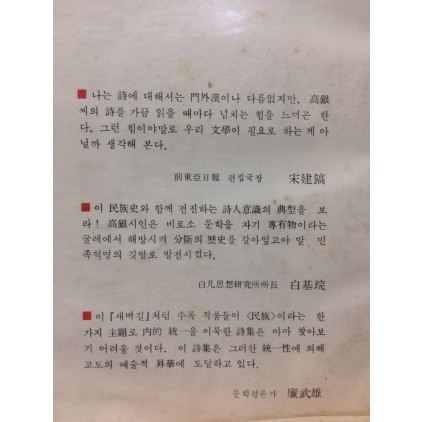 나는 詩에 대해서는 門外漢이나 다름없지만, 高銀
씨의 詩를 가끔 읽을 때마다 넘치는 힘을 느끼곤 한
다. 그런 힘이야말로 우리 文學이 필요로 하는게 아
닐까 생각해 본다.
前東亞日報 편집국장 宋建鎬
이 民族史와 함께 전진하는 詩人意識의 典型을 보
라! 高銀시인은 비로소 문학을 자기 專有物이라는
굴레에서 해방시켜 分斷의 歷史를 갈아엎고야 말 민
족혁명의 깃발로 발전시켰다.
白凡思想硏究所所長 白基琓
이 『새벽길』처럼 수록 작품들이 〈民族〉이라는 한
가지 主題로 內的 統一을 이룩한 詩集은 아마 찾아보
기 어려울 것이다. 이 詩集은 그러한 統一性에 의해
고도의 예술적 昇華에 도달하고 있다.
문학평론가 廉武雄